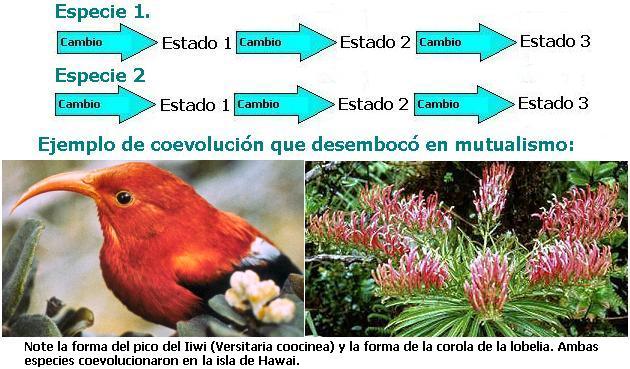 Especie 1.
Cambio Estado 1 Cambio Estado 2 Cambio Estado 3
Especie 2
Cambio Estado 1 Cambio Estado 2 Cambio Estado 3
Ejemplo de coevolución que desembocó en mutualismo:
Note la forma del pico del Iiwi (Versitaria coocinea) y la forma de la corola de la lobelia. Ambas
especies coevolucionaron en la isla de Hawai.